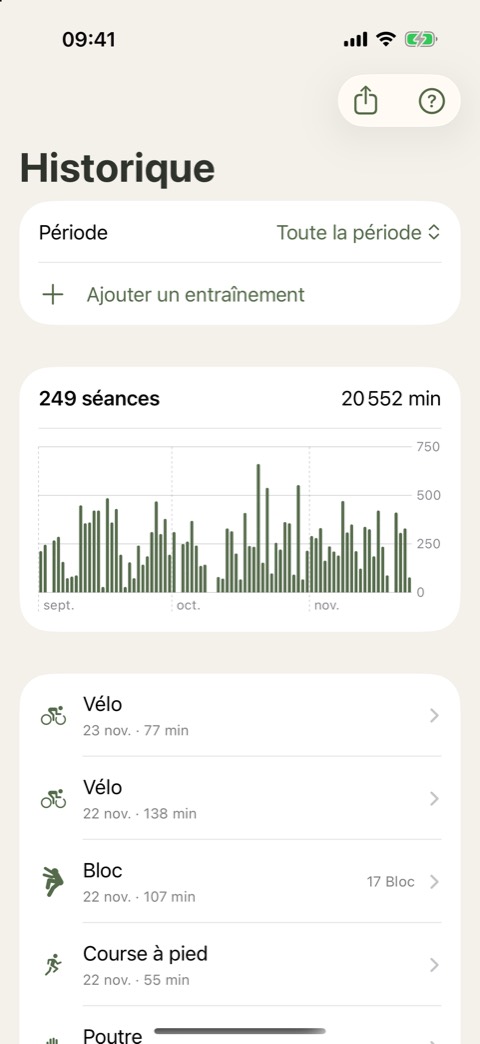 09:41
Historique
Période
Toute la période
Ajouter un entraînement
249 séances
20 552 min
750
500
250
0
sept.
oct.
nov.
Vélo
23 nov. · 77 min
Vélo
22 nov. · 138 min
Bloc
22 nov. · 107 min
17 Bloc
Course à pied
22 nov. · 55 min
Poutre